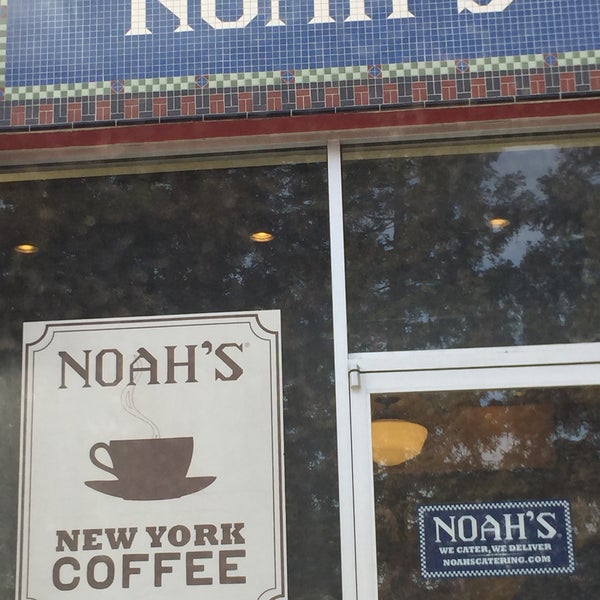 NOAH'S
NOAH'S®
NEW YORK
COFFEE
NOAH'S
WE CATER, WE DELIVER
NOAHSCATERING.COM